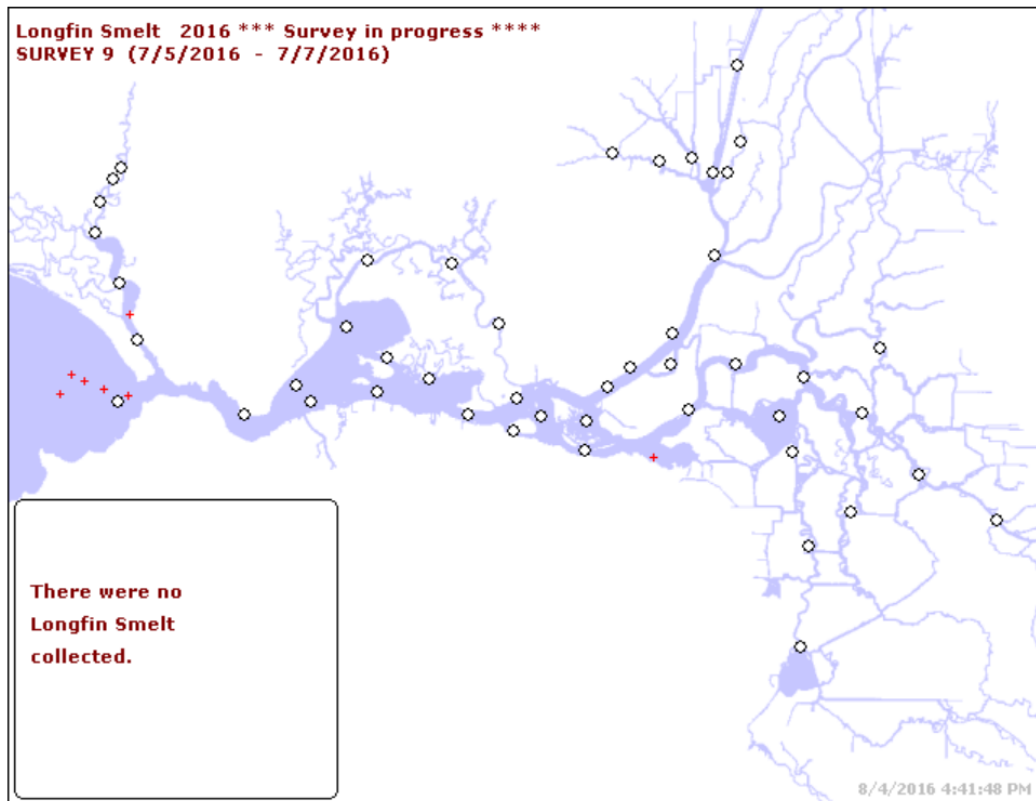 Longfin Smelt 2016 *** Survey in progress ****
SURVEY 9 (7/5/2016 - 7/7/2016)
There were no
Longfin Smelt
collected.
8/4/2016 4:41:48 PM